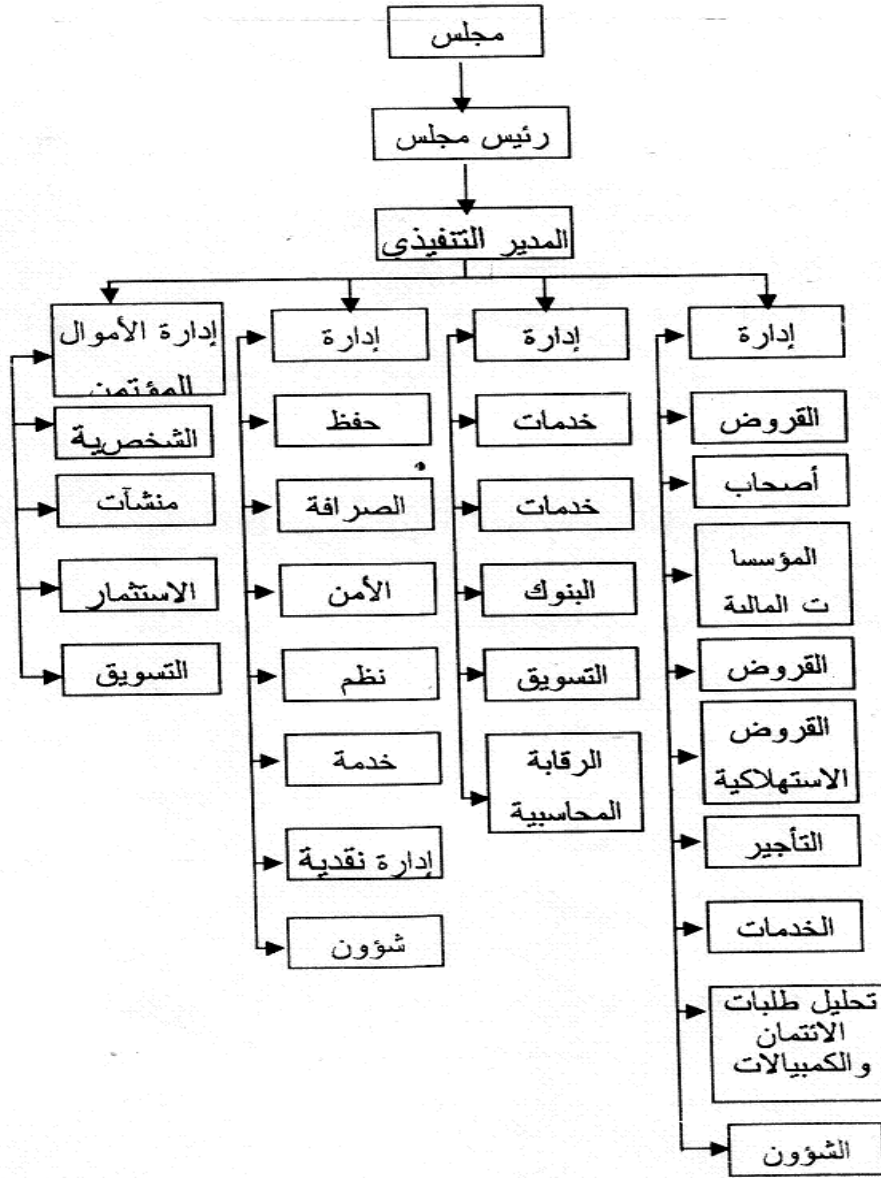 مجلس
رئيس مجلس
المدير التنفيذي
إدارة
القروض
أصحاب
المؤسسا
ت المالية
القروض
القروض
الاستهلاكية
التأجير
الخدمات
تحليل طلبات
الائتمان
والكمبيالات
الشؤون
إدارة
خدمات
خدمات
البنوك
التسويق
الرقابة
المحاسبية
إدارة
حفظ
الصرافة
الأمن
نظم
خدمة
إدارة نقدية
شؤون
إدارة الأموال
المؤتمن
الشخصية
منشآت
الاستثمار
التسويق